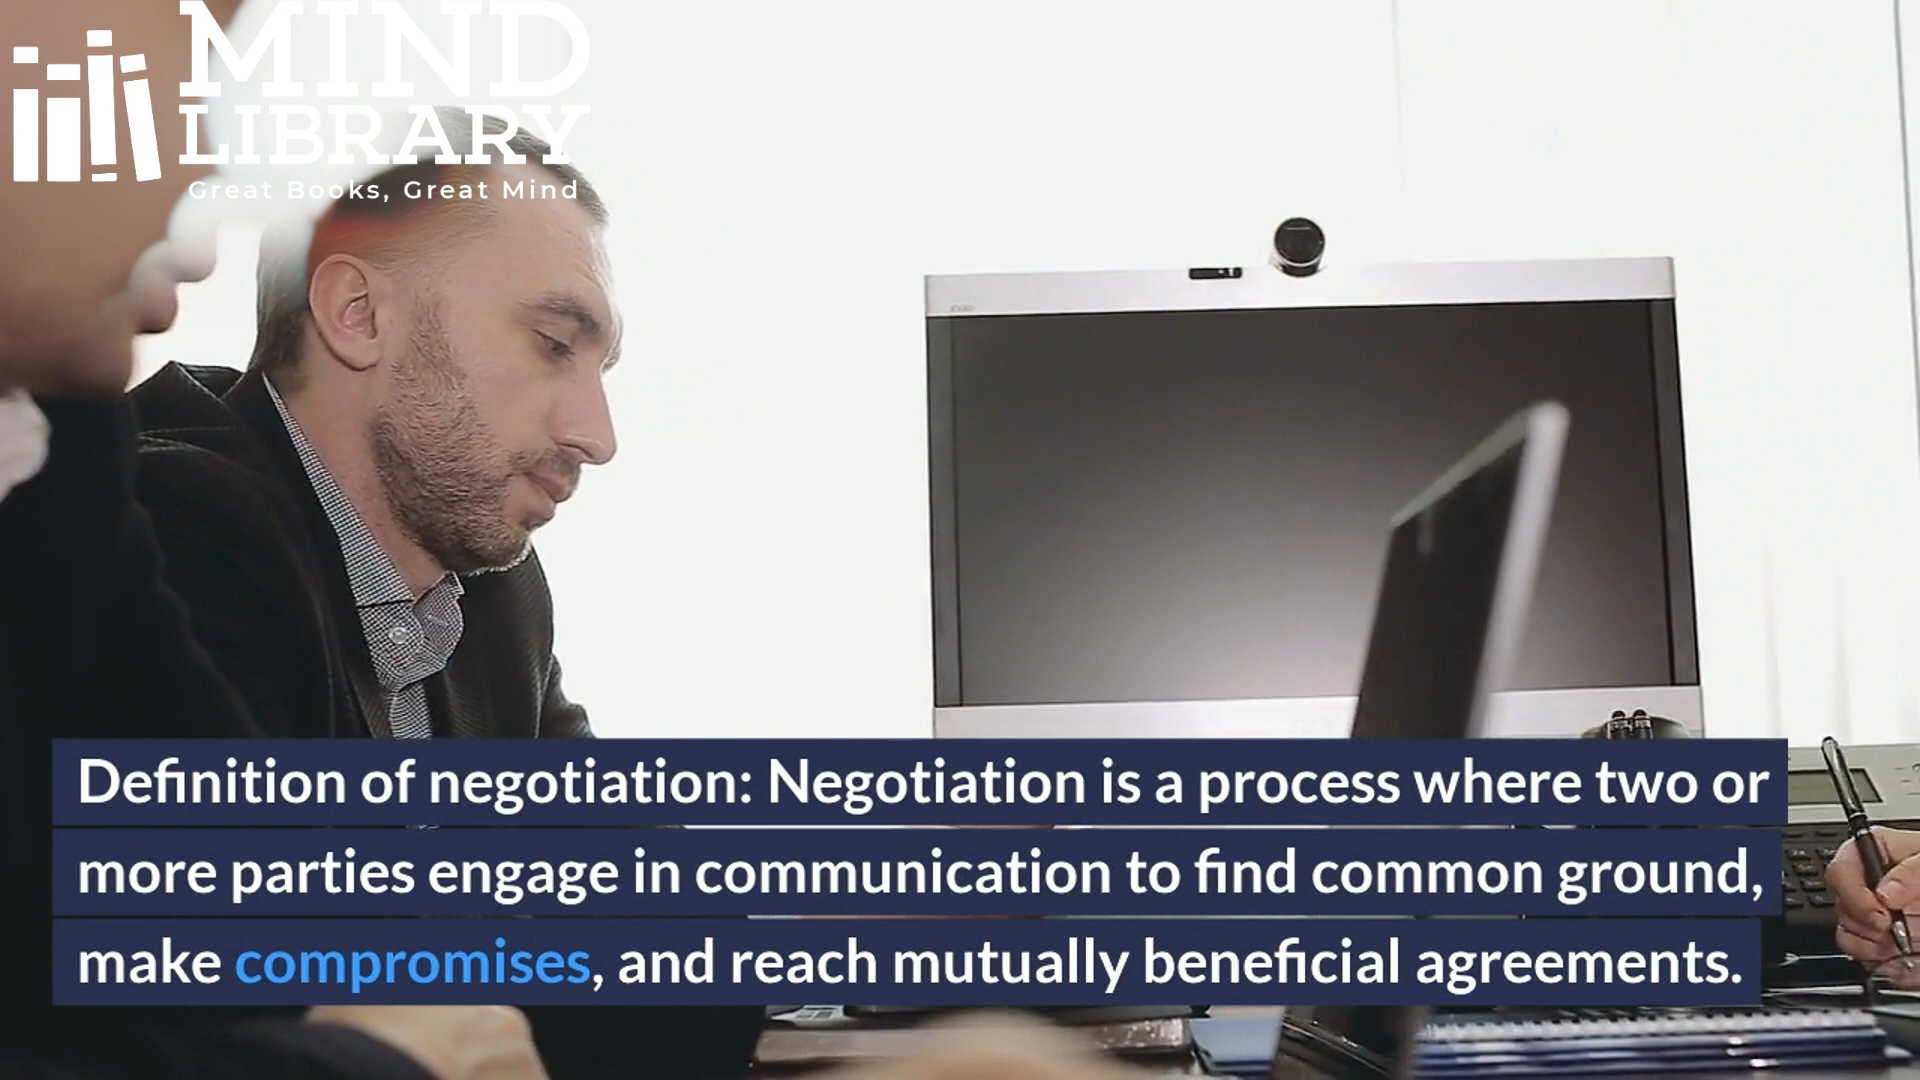 MIND
LIBRARY
Great Books, Great Mind
Definition of negotiation: Negotiation is a process where two or
more parties engage in communication to find common ground,
make compromises, and reach mutually beneficial agreements.